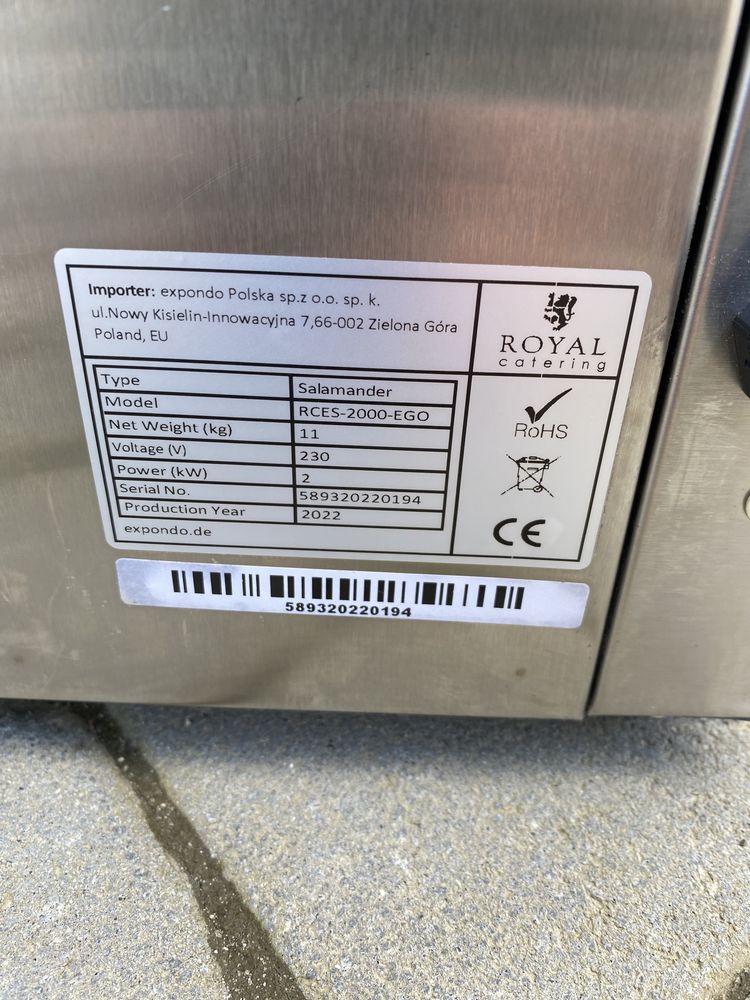 Importer: expondo Polska sp.z o.o. sp. k.
ul.Nowy Kisielin-Innowacyjna 7,66-002 Zielona Góra
Poland, EU
ROYAL
catering
Type Salamander
Model RCES-2000-EGO
Net Weight (kg) 11
Voltage (V) 230
Power (kW) 2
Serial No. 589320220194
Production Year 2022
expondo.de
RoHS
CE
589320220194